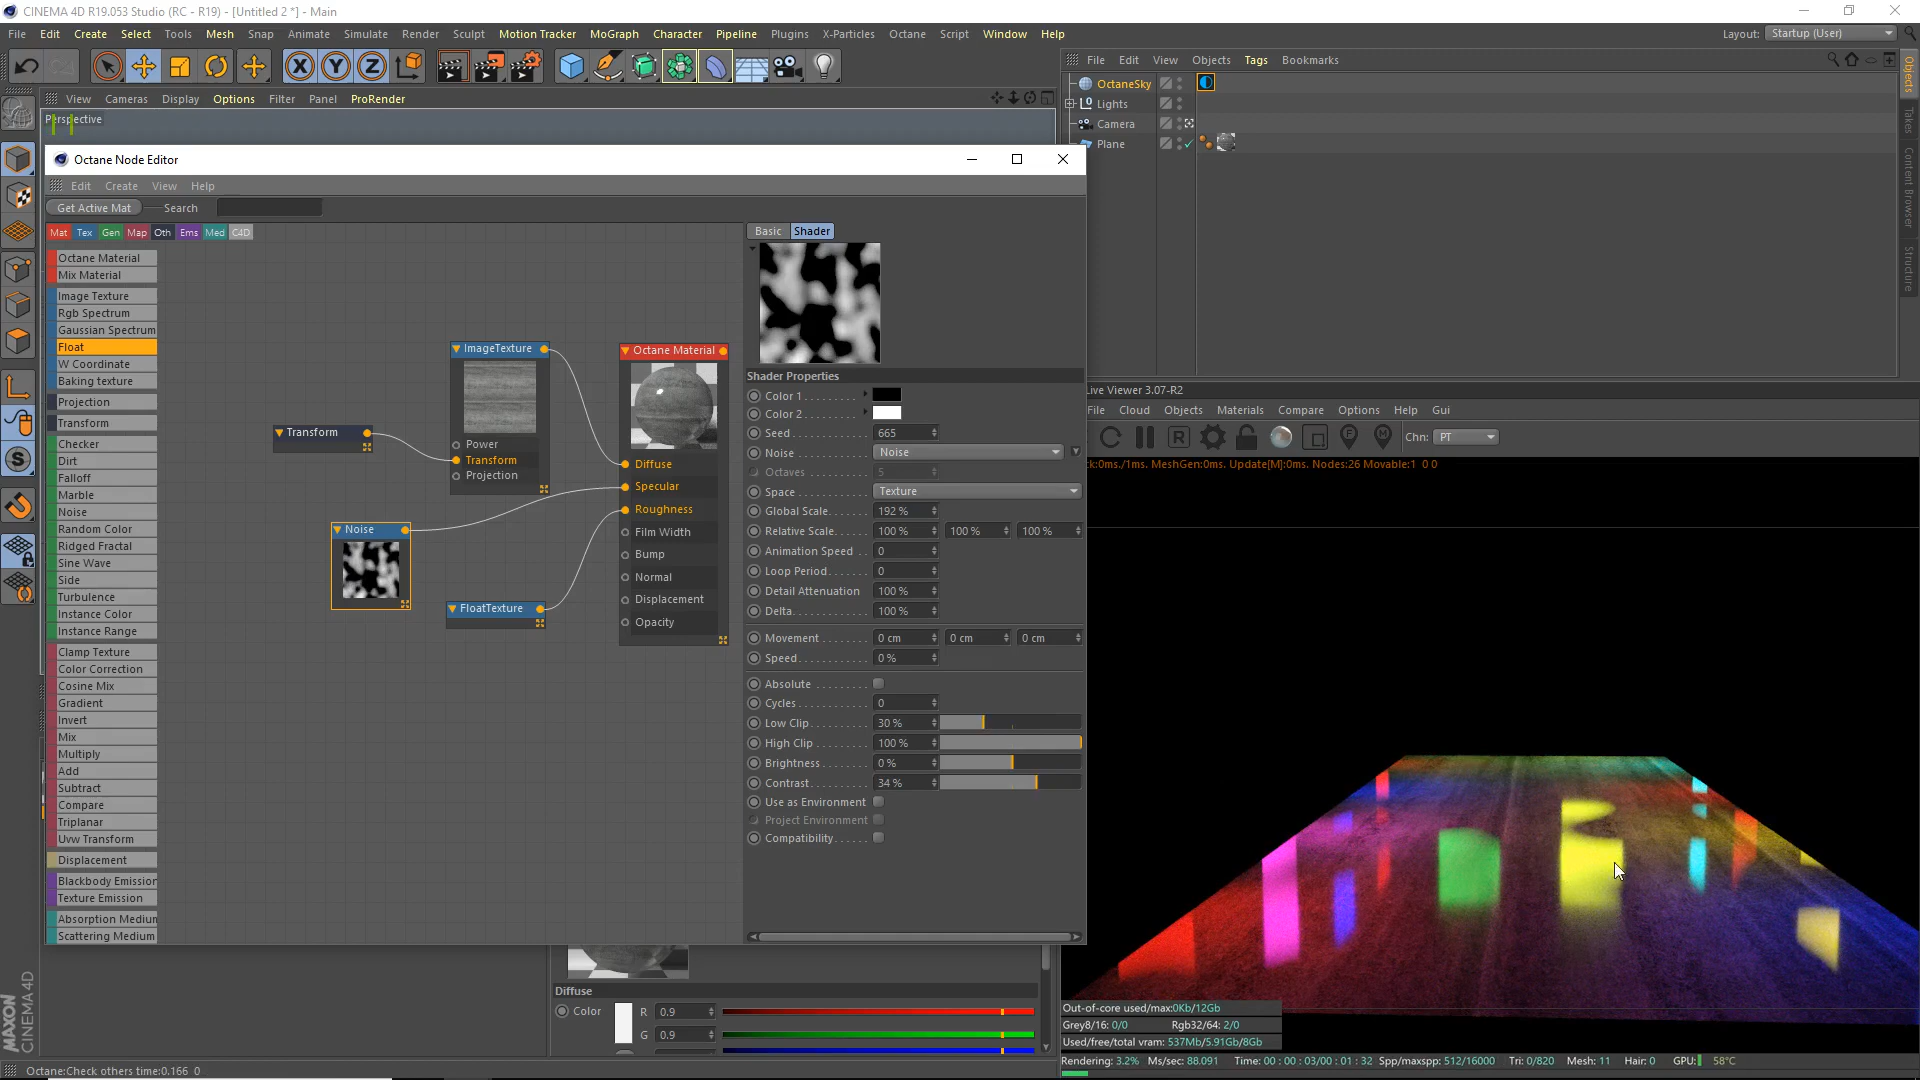 CINEMA 4D R19.053 Studio (RC - R19) - [Untitled 2 *] - Main
File Edit Create Select Tools Mesh Snap Animate Simulate Render Sculpt Motion Tracker MoGraph Character Pipeline Plugins X-Particles Octane Script Window Help
Layout: Startup (User)
File Edit View Objects Tags Bookmarks
View Cameras Display Options Filter Panel ProRender
Perspective
OctaneSky
Lights
Camera
Plane
Objects
Takes
Content Browser
Structure
Octane Node Editor
Edit Create View Help
Get Active Mat Search
Mat Tex Gen Map Oth Ems Med C4D
Octane Material
Mix Material
Image Texture
Rgb Spectrum
Gaussian Spectrum
Float
W Coordinate
Baking texture
Projection
Transform
Checker
Dirt
Falloff
Marble
Noise
Random Color
Ridged Fractal
Sine Wave
Side
Turbulence
Instance Color
Instance Range
Clamp Texture
Color Correction
Cosine Mix
Gradient
Invert
Mix
Multiply
Add
Subtract
Compare
Triplanar
Uvw Transform
Displacement
Blackbody Emission
Texture Emission
Absorption Medium
Scattering Medium
Transform
ImageTexture
Power
Transform
Projection
Noise
FloatTexture
Octane Material
Diffuse
Specular
Roughness
Film Width
Bump
Normal
Displacement
Opacity
Basic Shader
Shader Properties
Color 1
Color 2
Seed 665
Noise Noise
Octaves 5
Space Texture
Global Scale 192 %
Relative Scale 100 % 100 % 100 %
Animation Speed 0
Loop Period 0
Detail Attenuation 100 %
Delta 100 %
Movement 0 cm 0 cm 0 cm
Speed 0 %
Absolute
Cycles 0
Low Clip 30 %
High Clip 100 %
Brightness 0 %
Contrast 34 %
Use as Environment
Project Environment
Compatibility
Live Viewer 3.07-R2
File Cloud Objects Materials Compare Options Help Gui
Chn: PT
k:0ms./1ms. MeshGen:0ms. Update[M]:0ms. Nodes:26 Movable:1 0 0
Out-of-core used/max:0Kb/12Gb
Grey8/16: 0/0 Rgb32/64: 2/0
Used/free/total vram: 537Mb/5.91Gb/8Gb
Rendering: 3.2% Ms/sec: 88.091 Time: 00 : 00 : 03/00 : 01 : 32 Spp/maxspp: 512/16000 Tri: 0/820 Mesh: 11 Hair: 0 GPU: 58°C
Diffuse
Color R 0.9
G 0.9
MAXON
CINEMA 4D
Octane:Check others time:0.166 0